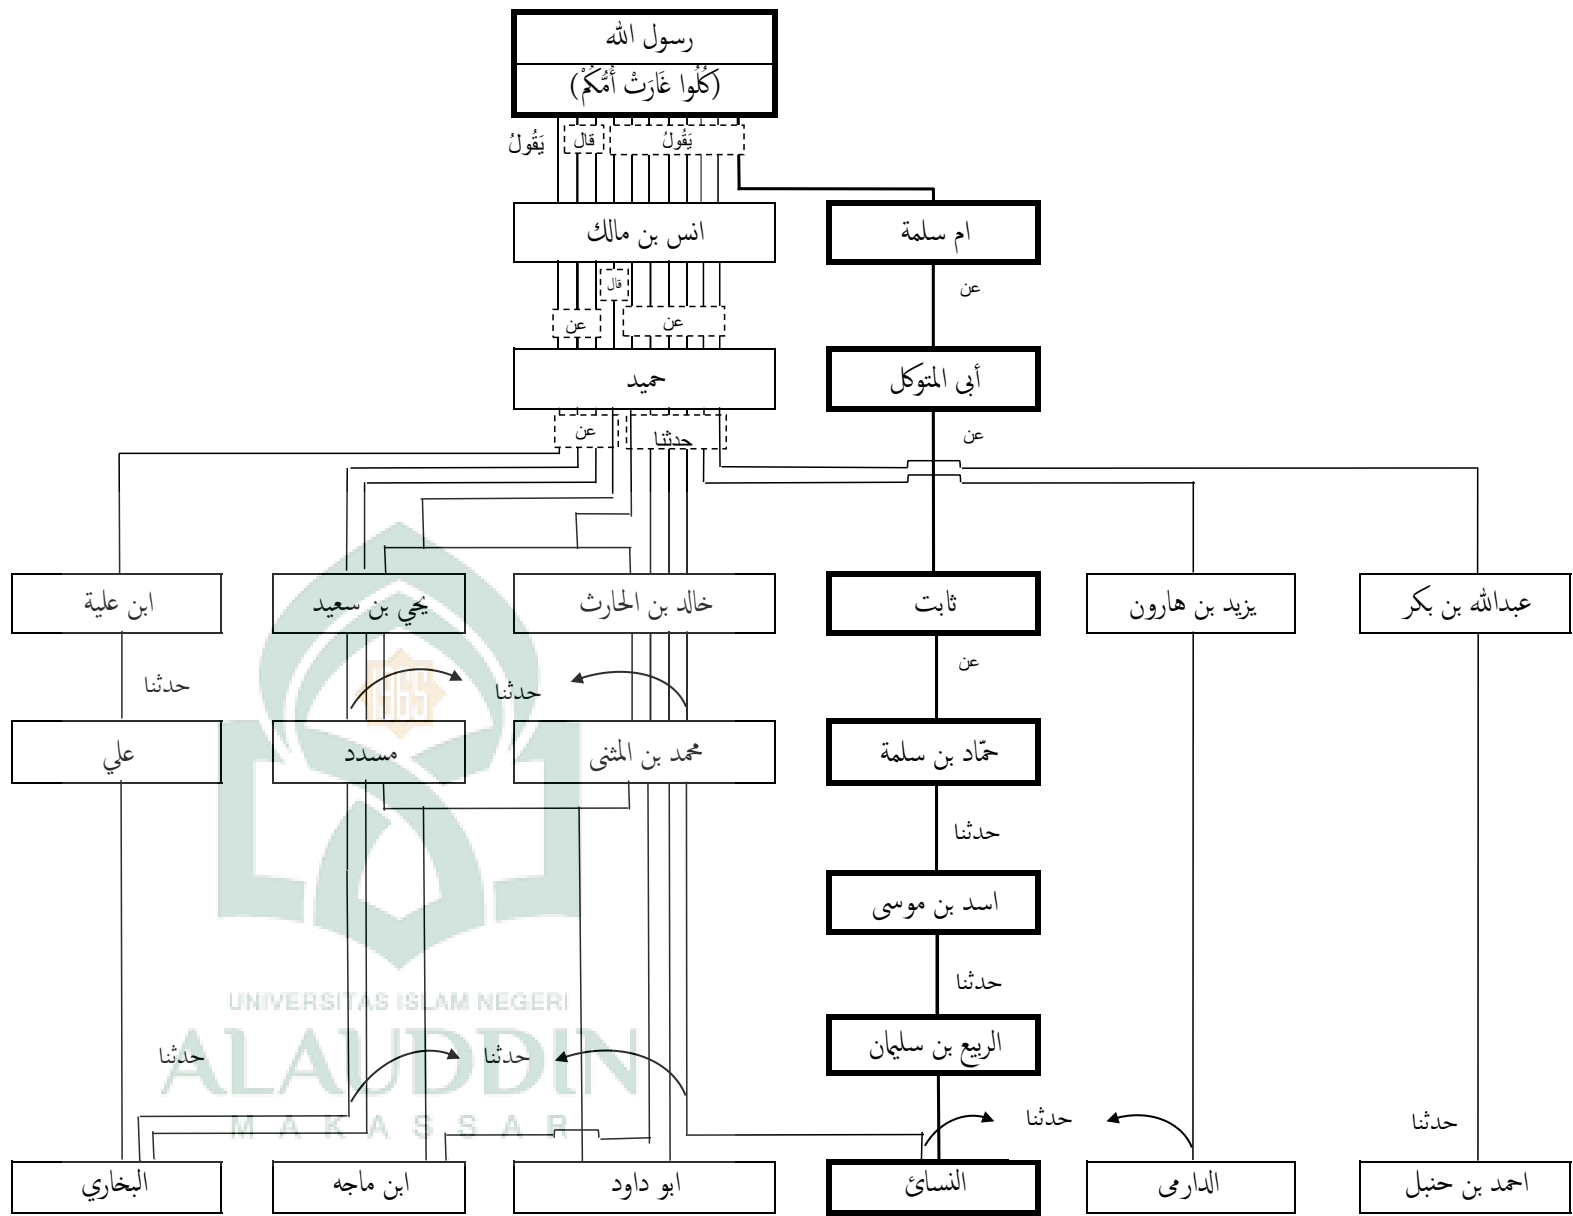 رسول الله
(كُلُوا غَارَتْ أُمُّكُمْ)
يَقُولُ
قال
يَقُولُ
ام سلمة
انس بن مالك
عن
قال
عن
عن
أبى المتوكل
حميد
عن
حدثنا
عن
عبدالله بن بكر
يزيد بن هارون
ثابت
خالد بن الحارث
يحي بن سعيد
ابن علية
عن
حدثنا
حدثنا
965
حمّاد بن سلمة
محمد بن المثنى
مسدد
علي
حدثنا
اسد بن موسى
حدثنا
UNIVERSITAS ISLAM NEGERI
ALAUDDIN
MAKASSAR
الربيع بن سليمان
حدثنا
حدثنا
حدثنا
حدثنا
احمد بن حنبل
الدارمى
النسائ
ابو داود
ابن ماجه
البخاري